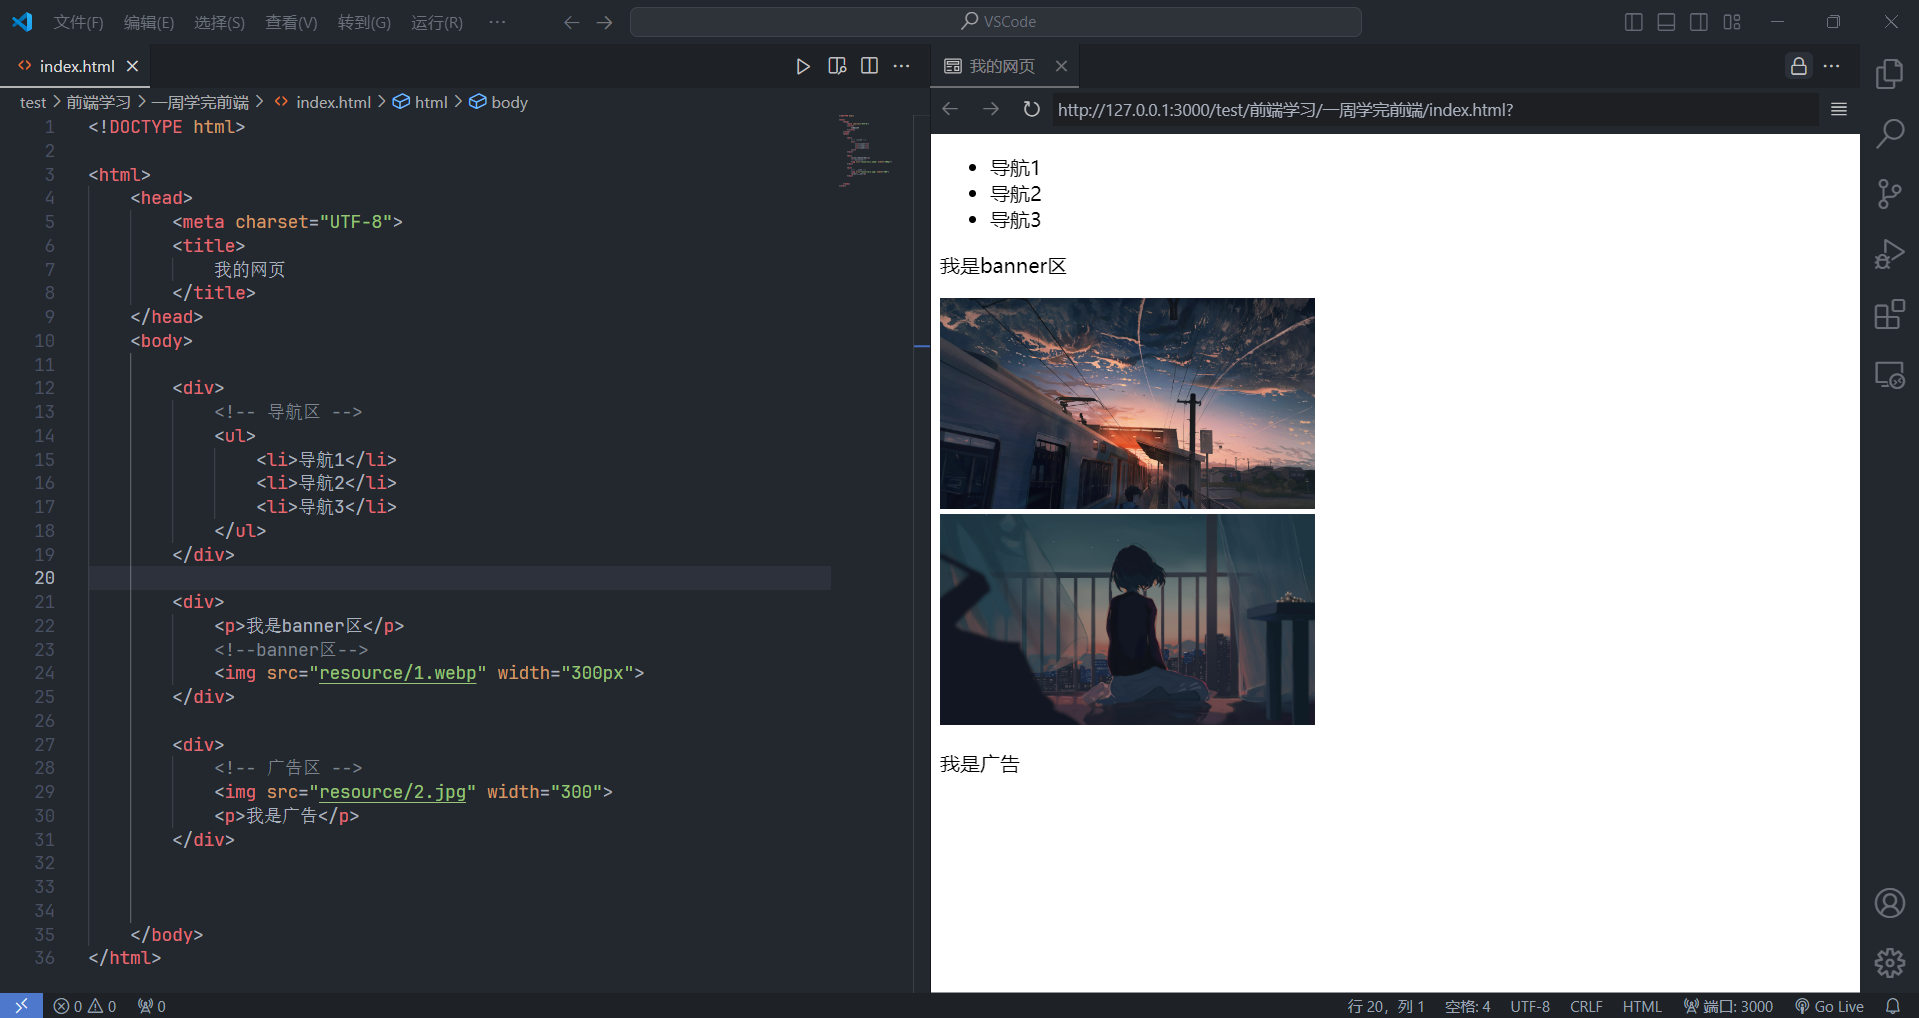 文件(F) 编辑(E) 选择(S) 查看(V) 转到(G) 运行(R) ··· VSCode
index.html
test > 前端学习 > 一周学完前端 > index.html > html > body
1 <!DOCTYPE html>
2
3 <html>
4 <head>
5 <meta charset="UTF-8">
6 <title>
7 我的网页
8 </title>
9 </head>
10 <body>
11
12 <div>
13 <!-- 导航区 -->
14 <ul>
15 <li>导航1</li>
16 <li>导航2</li>
17 <li>导航3</li>
18 </ul>
19 </div>
20
21 <div>
22 <p>我是banner区</p>
23 <!--banner区-->
24 <img src="resource/1.webp" width="300px">
25 </div>
26
27 <div>
28 <!-- 广告区 -->
29 <img src="resource/2.jpg" width="300">
30 <p>我是广告</p>
31 </div>
32
33
34
35 </body>
36 </html>
我的网页
http://127.0.0.1:3000/test/前端学习/一周学完前端/index.html?
• 导航1
• 导航2
• 导航3
我是banner区
我是广告
0 0 0 行 20，列 1 空格: 4 UTF-8 CRLF HTML 端口: 3000 Go Live